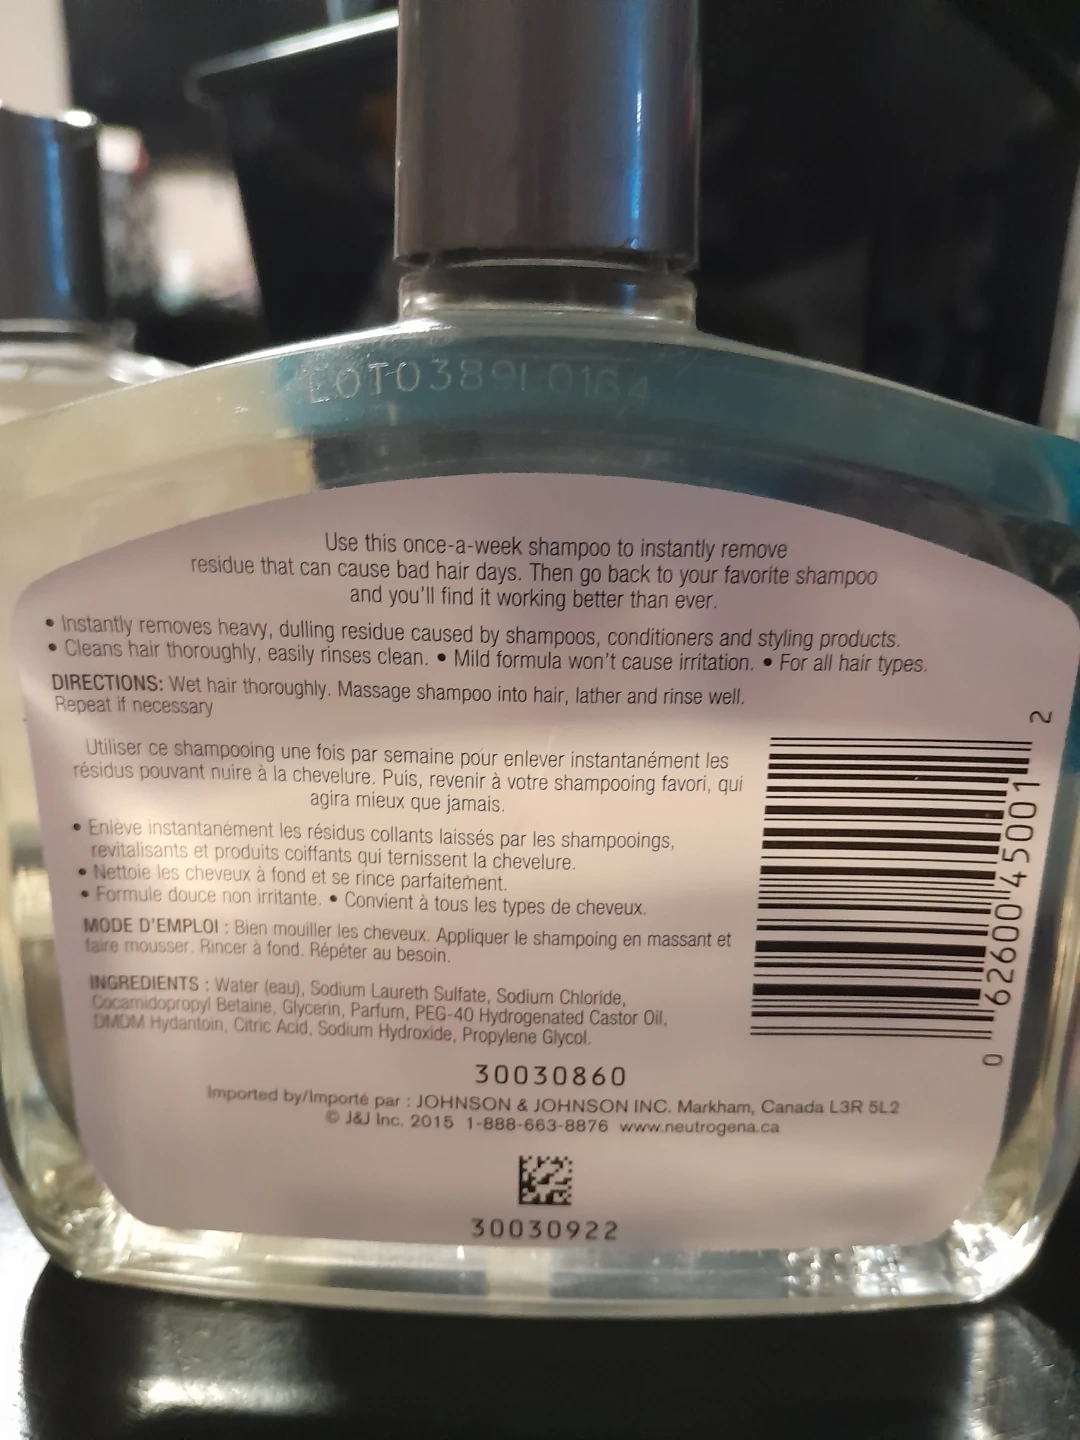 LOT0389L0164
Use this once-a-week shampoo to instantly remove
residue that can cause bad hair days. Then go back to your favorite shampoo
and you'll find it working better than ever.
• Instantly removes heavy, dulling residue caused by shampoos, conditioners and styling products.
• Cleans hair thoroughly, easily rinses clean. • Mild formula won't cause irritation. • For all hair types.
DIRECTIONS: Wet hair thoroughly. Massage shampoo into hair, lather and rinse well.
Repeat if necessary
Utiliser ce shampooing une fois par semaine pour enlever instantanément les
résidus pouvant nuire à la chevelure. Puis, revenir à votre shampooing favori, qui
agira mieux que jamais.
• Enlève instantanément les résidus collants laissés par les shampooings,
revitalisants et produits coiffants qui ternissent la chevelure.
• Nettoie les cheveux à fond et se rince parfaitement.
• Formule douce non irritante. • Convient à tous les types de cheveux.
MODE D'EMPLOI : Bien mouiller les cheveux. Appliquer le shampoing en massant et
faire mousser. Rincer à fond. Répéter au besoin.
INGREDIENTS : Water (eau), Sodium Laureth Sulfate, Sodium Chloride,
Cocamidopropyl Betaine, Glycerin, Parfum, PEG-40 Hydrogenated Castor Oil,
DMDM Hydantoin, Citric Acid, Sodium Hydroxide, Propylene Glycol.
0 62600 45001 2
30030860
Imported by/Importé par : JOHNSON & JOHNSON INC. Markham, Canada L3R 5L2
© J&J Inc. 2015 1-888-663-8876 www.neutrogena.ca
30030922